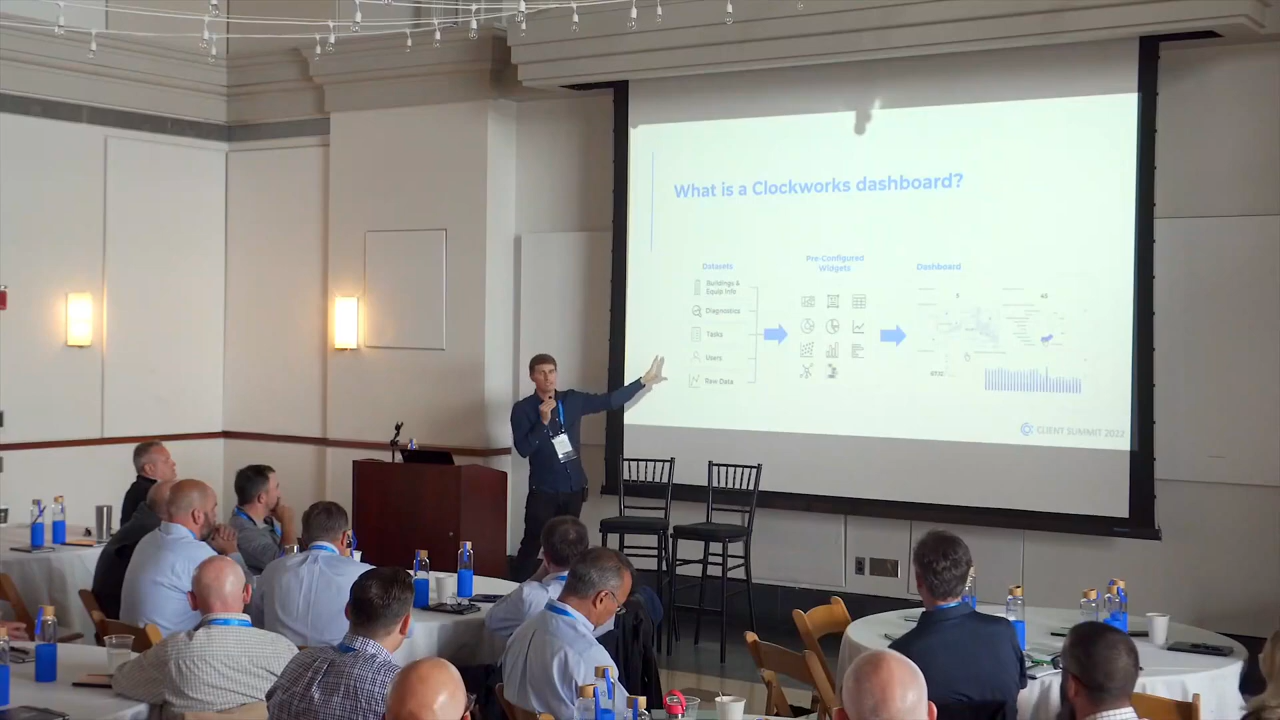 What is a Clockworks dashboard?
Datasets
Buildings &
Equip Info
Diagnostics
Tasks
Users
Raw Data
Pre-Configured
Widgets
Dashboard
CLIENT SUMMIT 2022